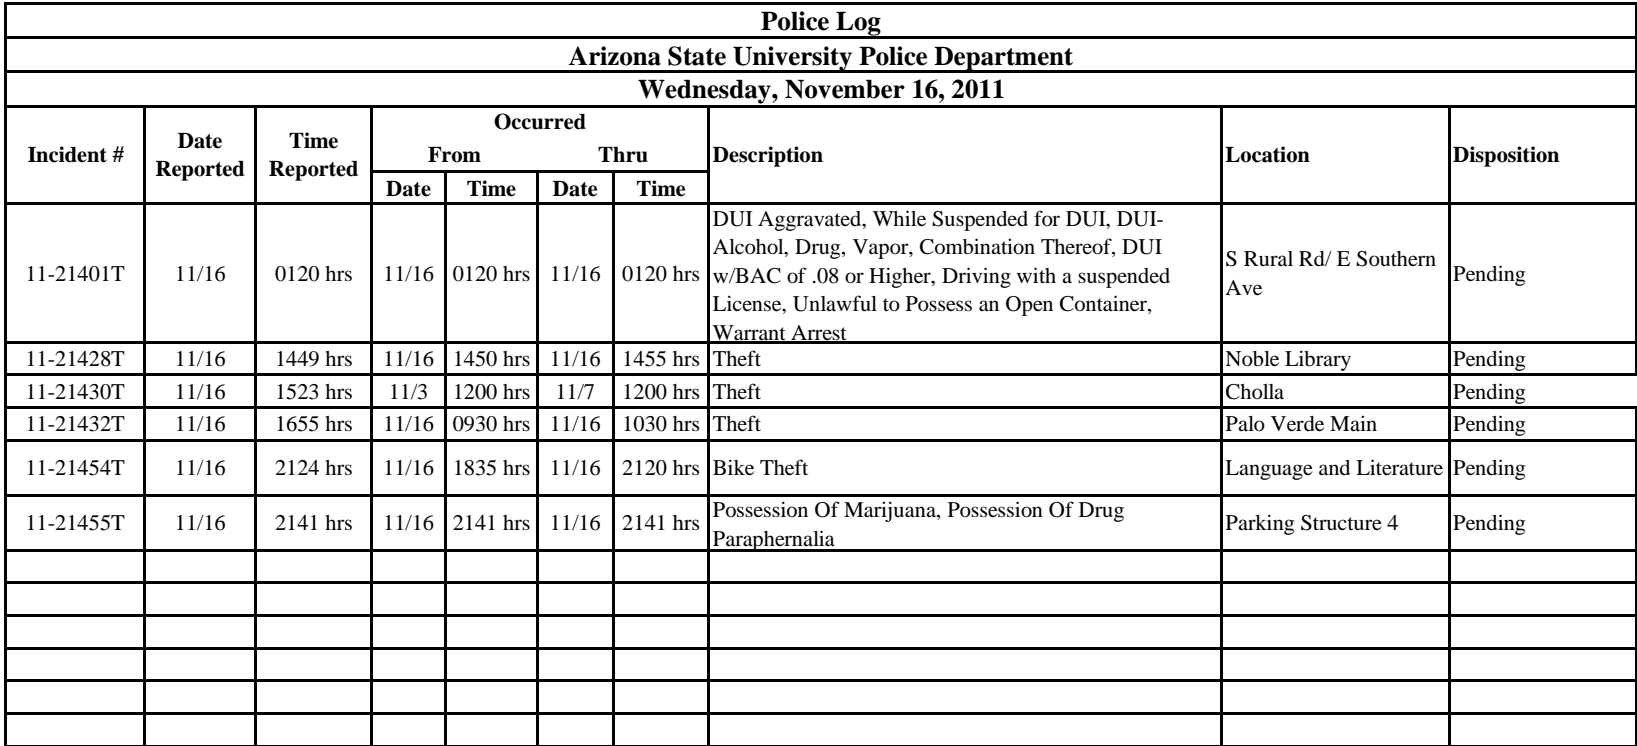 Police Log
Arizona State University Police Department
Wednesday, November 16, 2011
Incident # Date Reported Time Reported Occurred From Thru Description Location Disposition
Date Time Date Time
11-21401T 11/16 0120 hrs 11/16 0120 hrs 11/16 0120 hrs DUI Aggravated, While Suspended for DUI, DUI-
Alcohol, Drug, Vapor, Combination Thereof, DUI
w/BAC of .08 or Higher, Driving with a suspended
License, Unlawful to Possess an Open Container,
Warrant Arrest
S Rural Rd/ E Southern
Ave
Pending
11-21428T 11/16 1449 hrs 11/16 1450 hrs 11/16 1455 hrs Theft Noble Library Pending
11-21430T 11/16 1523 hrs 11/3 1200 hrs 11/7 1200 hrs Theft Cholla Pending
11-21432T 11/16 1655 hrs 11/16 0930 hrs 11/16 1030 hrs Theft Palo Verde Main Pending
11-21454T 11/16 2124 hrs 11/16 1835 hrs 11/16 2120 hrs Bike Theft Language and Literature Pending
11-21455T 11/16 2141 hrs 11/16 2141 hrs 11/16 2141 hrs Possession Of Marijuana, Possession Of Drug
Paraphernalia
Parking Structure 4 Pending